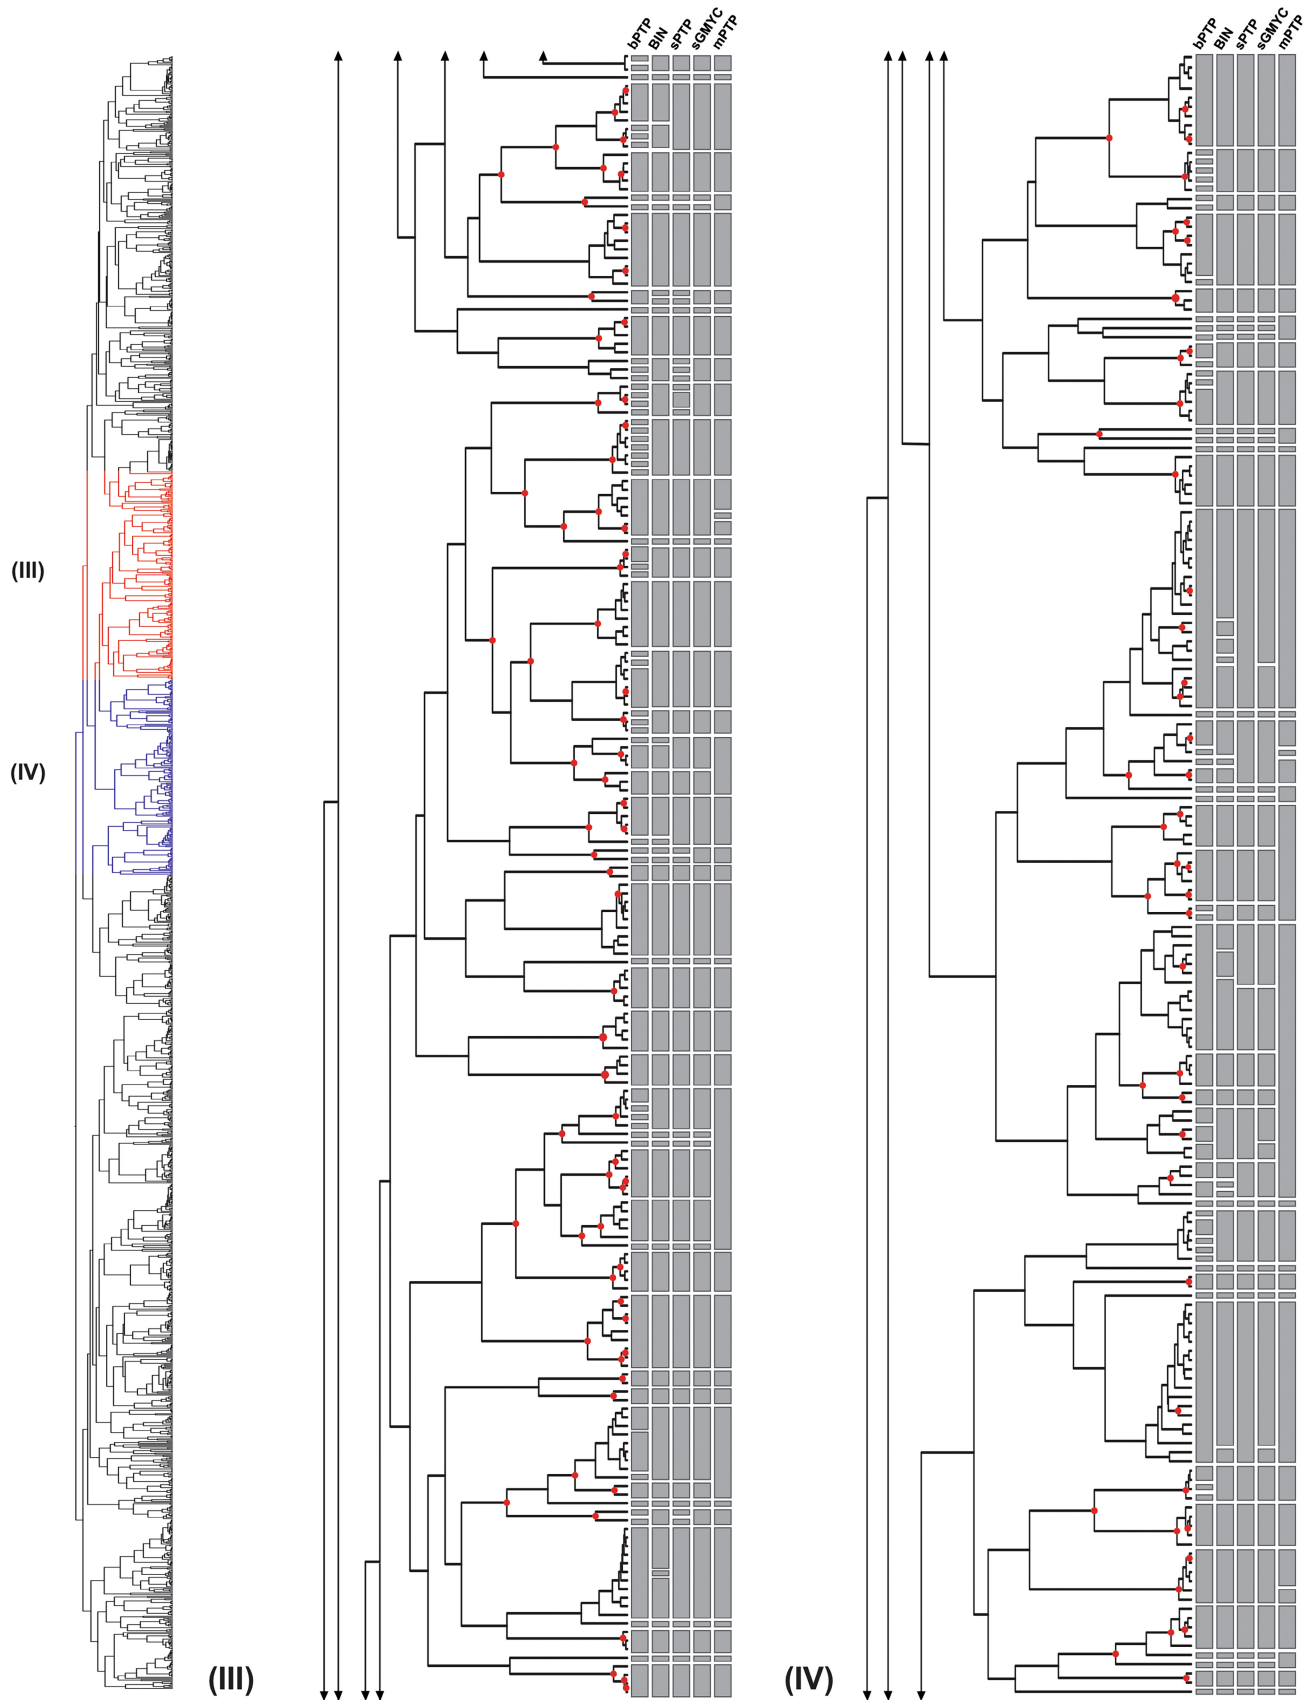 bPTP
BIN
sPTP
sGMYC
mPTP
bPTP
BIN
sPTP
sGMYC
mPTP
(III)
(IV)
(III)
(IV)